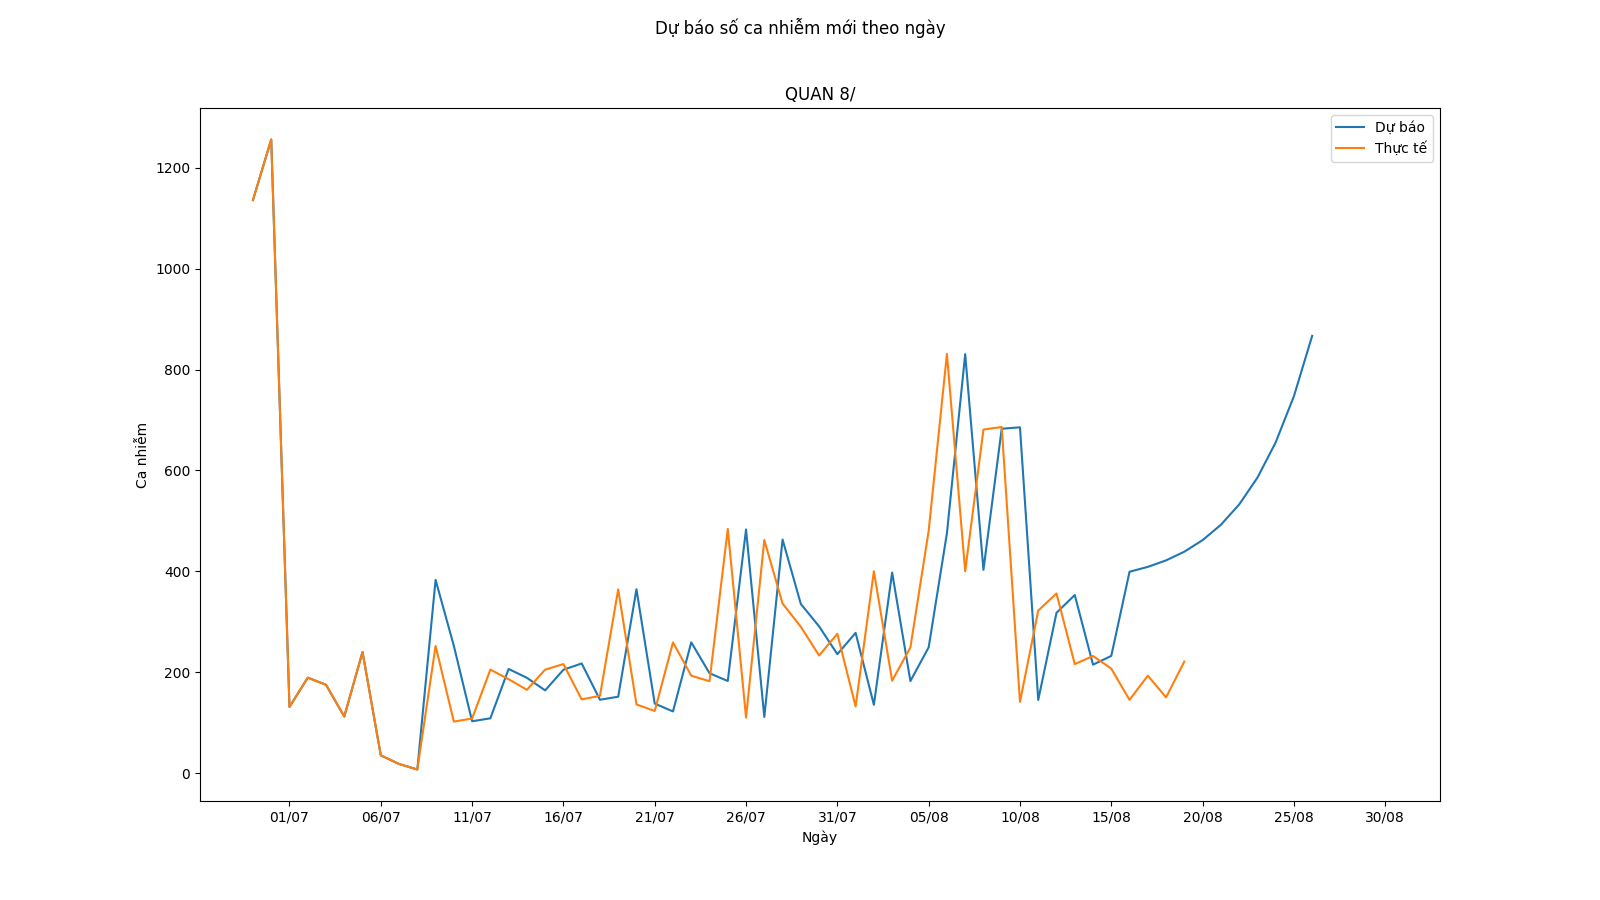 Dự báo số ca nhiễm mới theo ngày
QUAN 8/
Dự báo
Thực tế
1200
1000
800
600
400
200
0
Ca nhiễm
01/07 06/07 11/07 16/07 21/07 26/07 31/07 05/08 10/08 15/08 20/08 25/08 30/08
Ngày